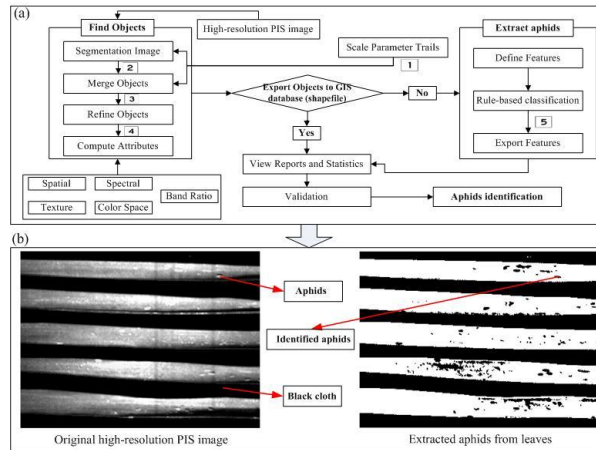 (a)
Find Objects
High-resolution PIS image
Extract aphids
Segmentation Image
Scale Parameter Trails
1
Define Features
2
Merge Objects
3
Export Objects to GIS
database (shapefile)
No
Rule-based classification
Refine Objects
4
5
Yes
Compute Attributes
Export Features
View Reports and Statistics
Spatial
Spectral
Band Ratio
Texture
Color Space
Validation
Aphids identification
(b)
Aphids
Identified aphids
Black cloth
Original high-resolution PIS image
Extracted aphids from leaves